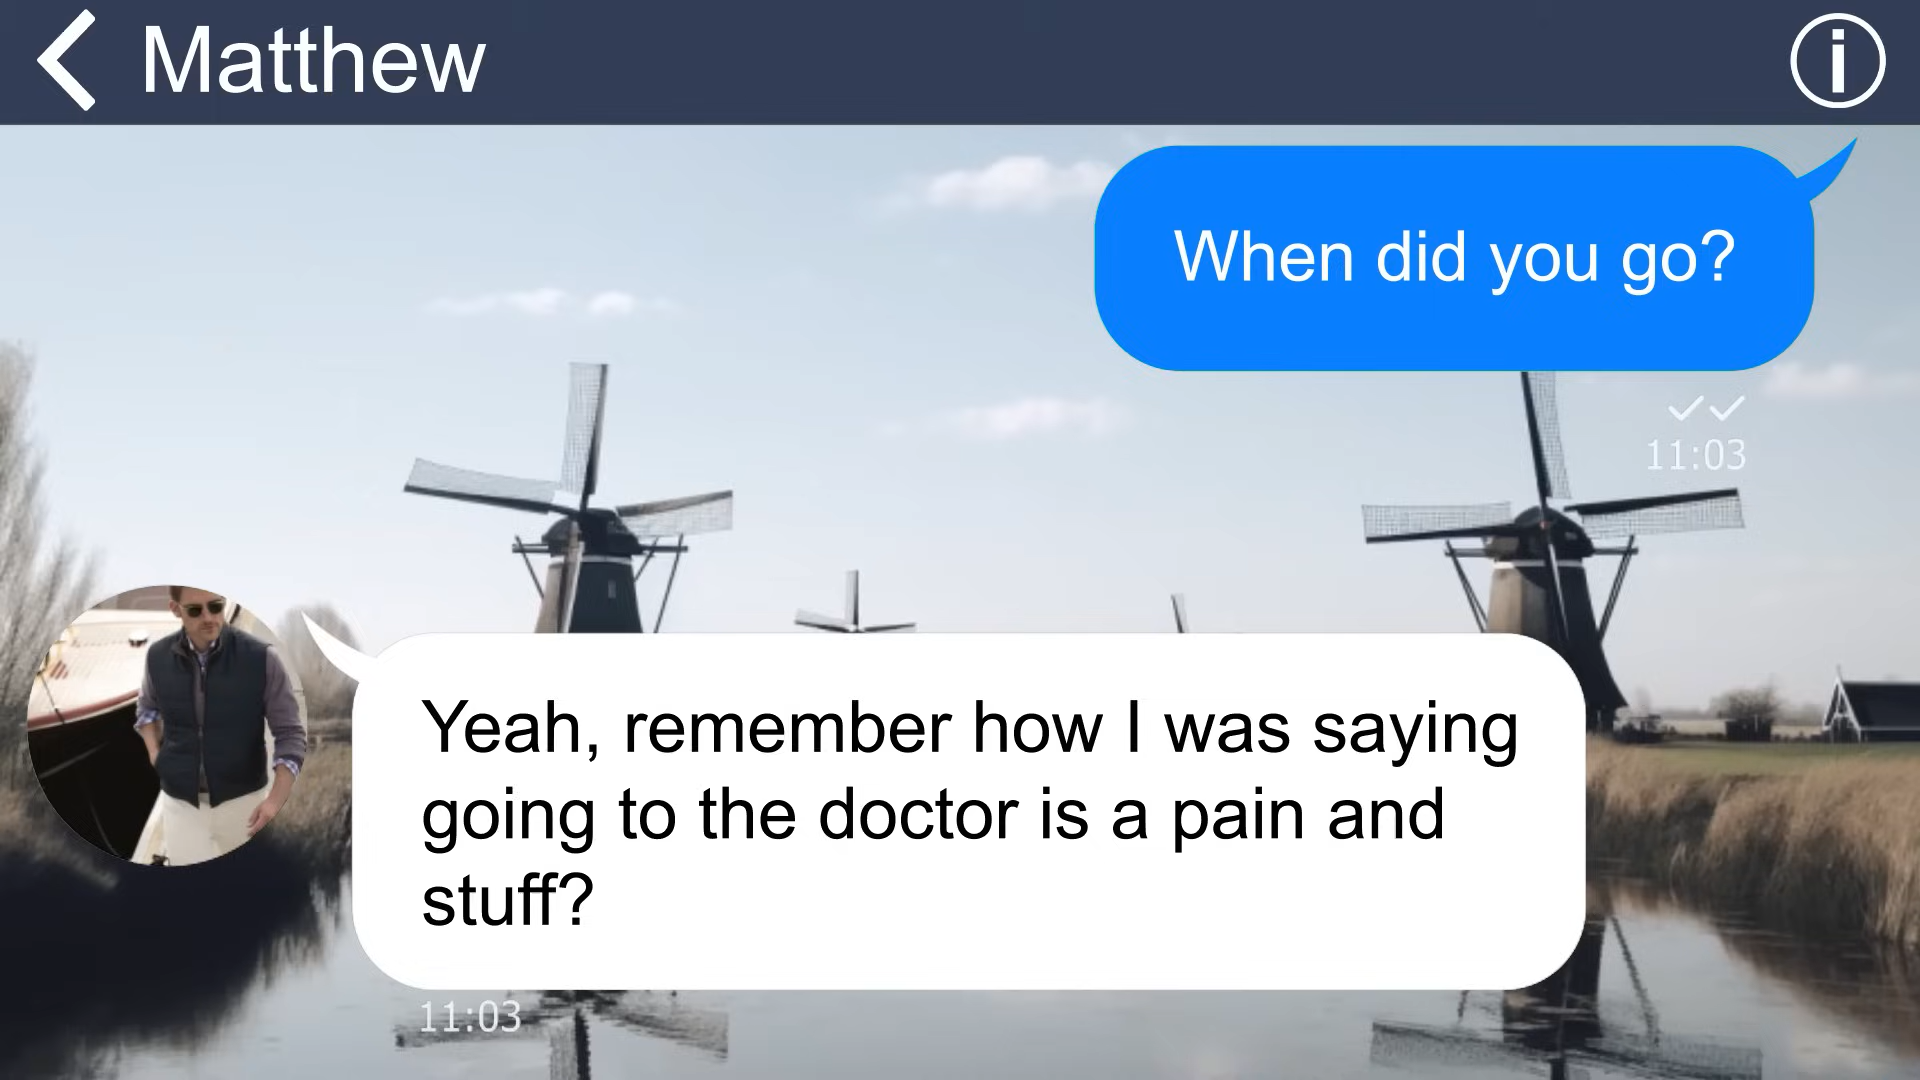 Matthew
When did you go?
11:03
Yeah, remember how I was saying
going to the doctor is a pain and
stuff?
11:03